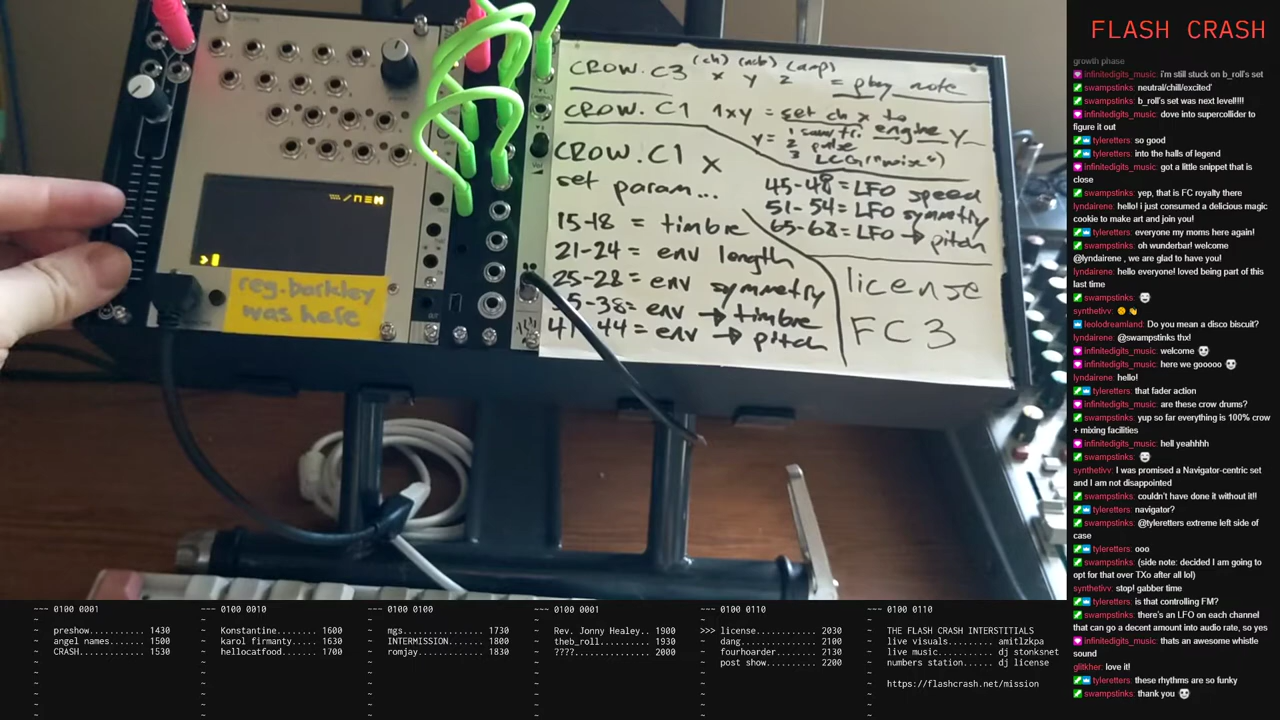 FLASH CRASH
CROW.C3 (ch) (note) (amp)
x y z = play note
CROW.C1 1xy = set ch x to
engine y
y= 1 saw/tri
2 pulse
3 LCG ("noise")
CROW.C1 x
set param...
15-18 = timbre
21-24 = env length
25-28 = env symmetry
5-38= env → timbre
41-44 = env → pitch
45-48 = LFO speed
51-54 = LFO symmetry
65-68 = LFO → pitch
license
FC3
reg.barkley
was here
growth phase
infinitedigits_music: i'm still stuck on b_roll's set
swampstinks: neutral/chill/excited'
swampstinks: b_roll's set was next level!!!!
infinitedigits_music: dove into supercollider to
figure it out
tyleretters: so good
tyleretters: into the halls of legend
infinitedigits_music: got a little snippet that is
close
swampstinks: yep, that is FC royalty there
lyndairene: hello! i just consumed a delicious magic
cookie to make art and join you!
tyleretters: everyone my moms here again!
swampstinks: oh wunderbar! welcome
@lyndairene , we are glad to have you!
lyndairene: hello everyone! loved being part of this
last time
swampstinks:
synthetivv:
leolodreamland: Do you mean a disco biscuit?
lyndairene: @swampstinks thx!
infinitedigits_music: welcome
infinitedigits_music: here we gooooo
lyndairene: hello!
tyleretters: that fader action
infinitedigits_music: are these crow drums?
swampstinks: yup so far everything is 100% crow
+ mixing facilities
infinitedigits_music: hell yeahhhh
swampstinks:
synthetivv: I was promised a Navigator-centric set
and I am not disappointed
swampstinks: couldn't have done it without it!!
tyleretters: navigator?
swampstinks: @tyleretters extreme left side of
case
tyleretters: ooo
swampstinks: (side note: decided I am going to
opt for that over TXo after all lol)
synthetivv: stop! gabber time
tyleretters: is that controlling FM?
swampstinks: there's an LFO on each channel
that can go a decent amount into audio rate, so yes
infinitedigits_music: thats an awesome whistle
sound
glitkher: love it!
tyleretters: these rhythms are so funky
swampstinks: thank you
~~~ 0100 0001
preshow......... 1430
angel names..... 1500
CRASH........... 1530
~~~ 0100 0010
Konstantine..... 1600
karol firmanty.. 1630
hellocatfood.... 1700
~~~ 0100 0100
mgs............. 1730
INTERMISSION.... 1800
romjay.......... 1830
~~~ 0100 0001
Rev. Jonny Healey.. 1900
theb_roll.......... 1930
????............... 2000
~~~ 0100 0110
>>> license......... 2030
dang............ 2100
fourhoarder..... 2130
post show....... 2200
~~~ 0100 0110
THE FLASH CRASH INTERSTITIALS
live visuals.... amitlzkpa
live music...... dj stonksnet
numbers station.. dj license
https://flashcrash.net/mission